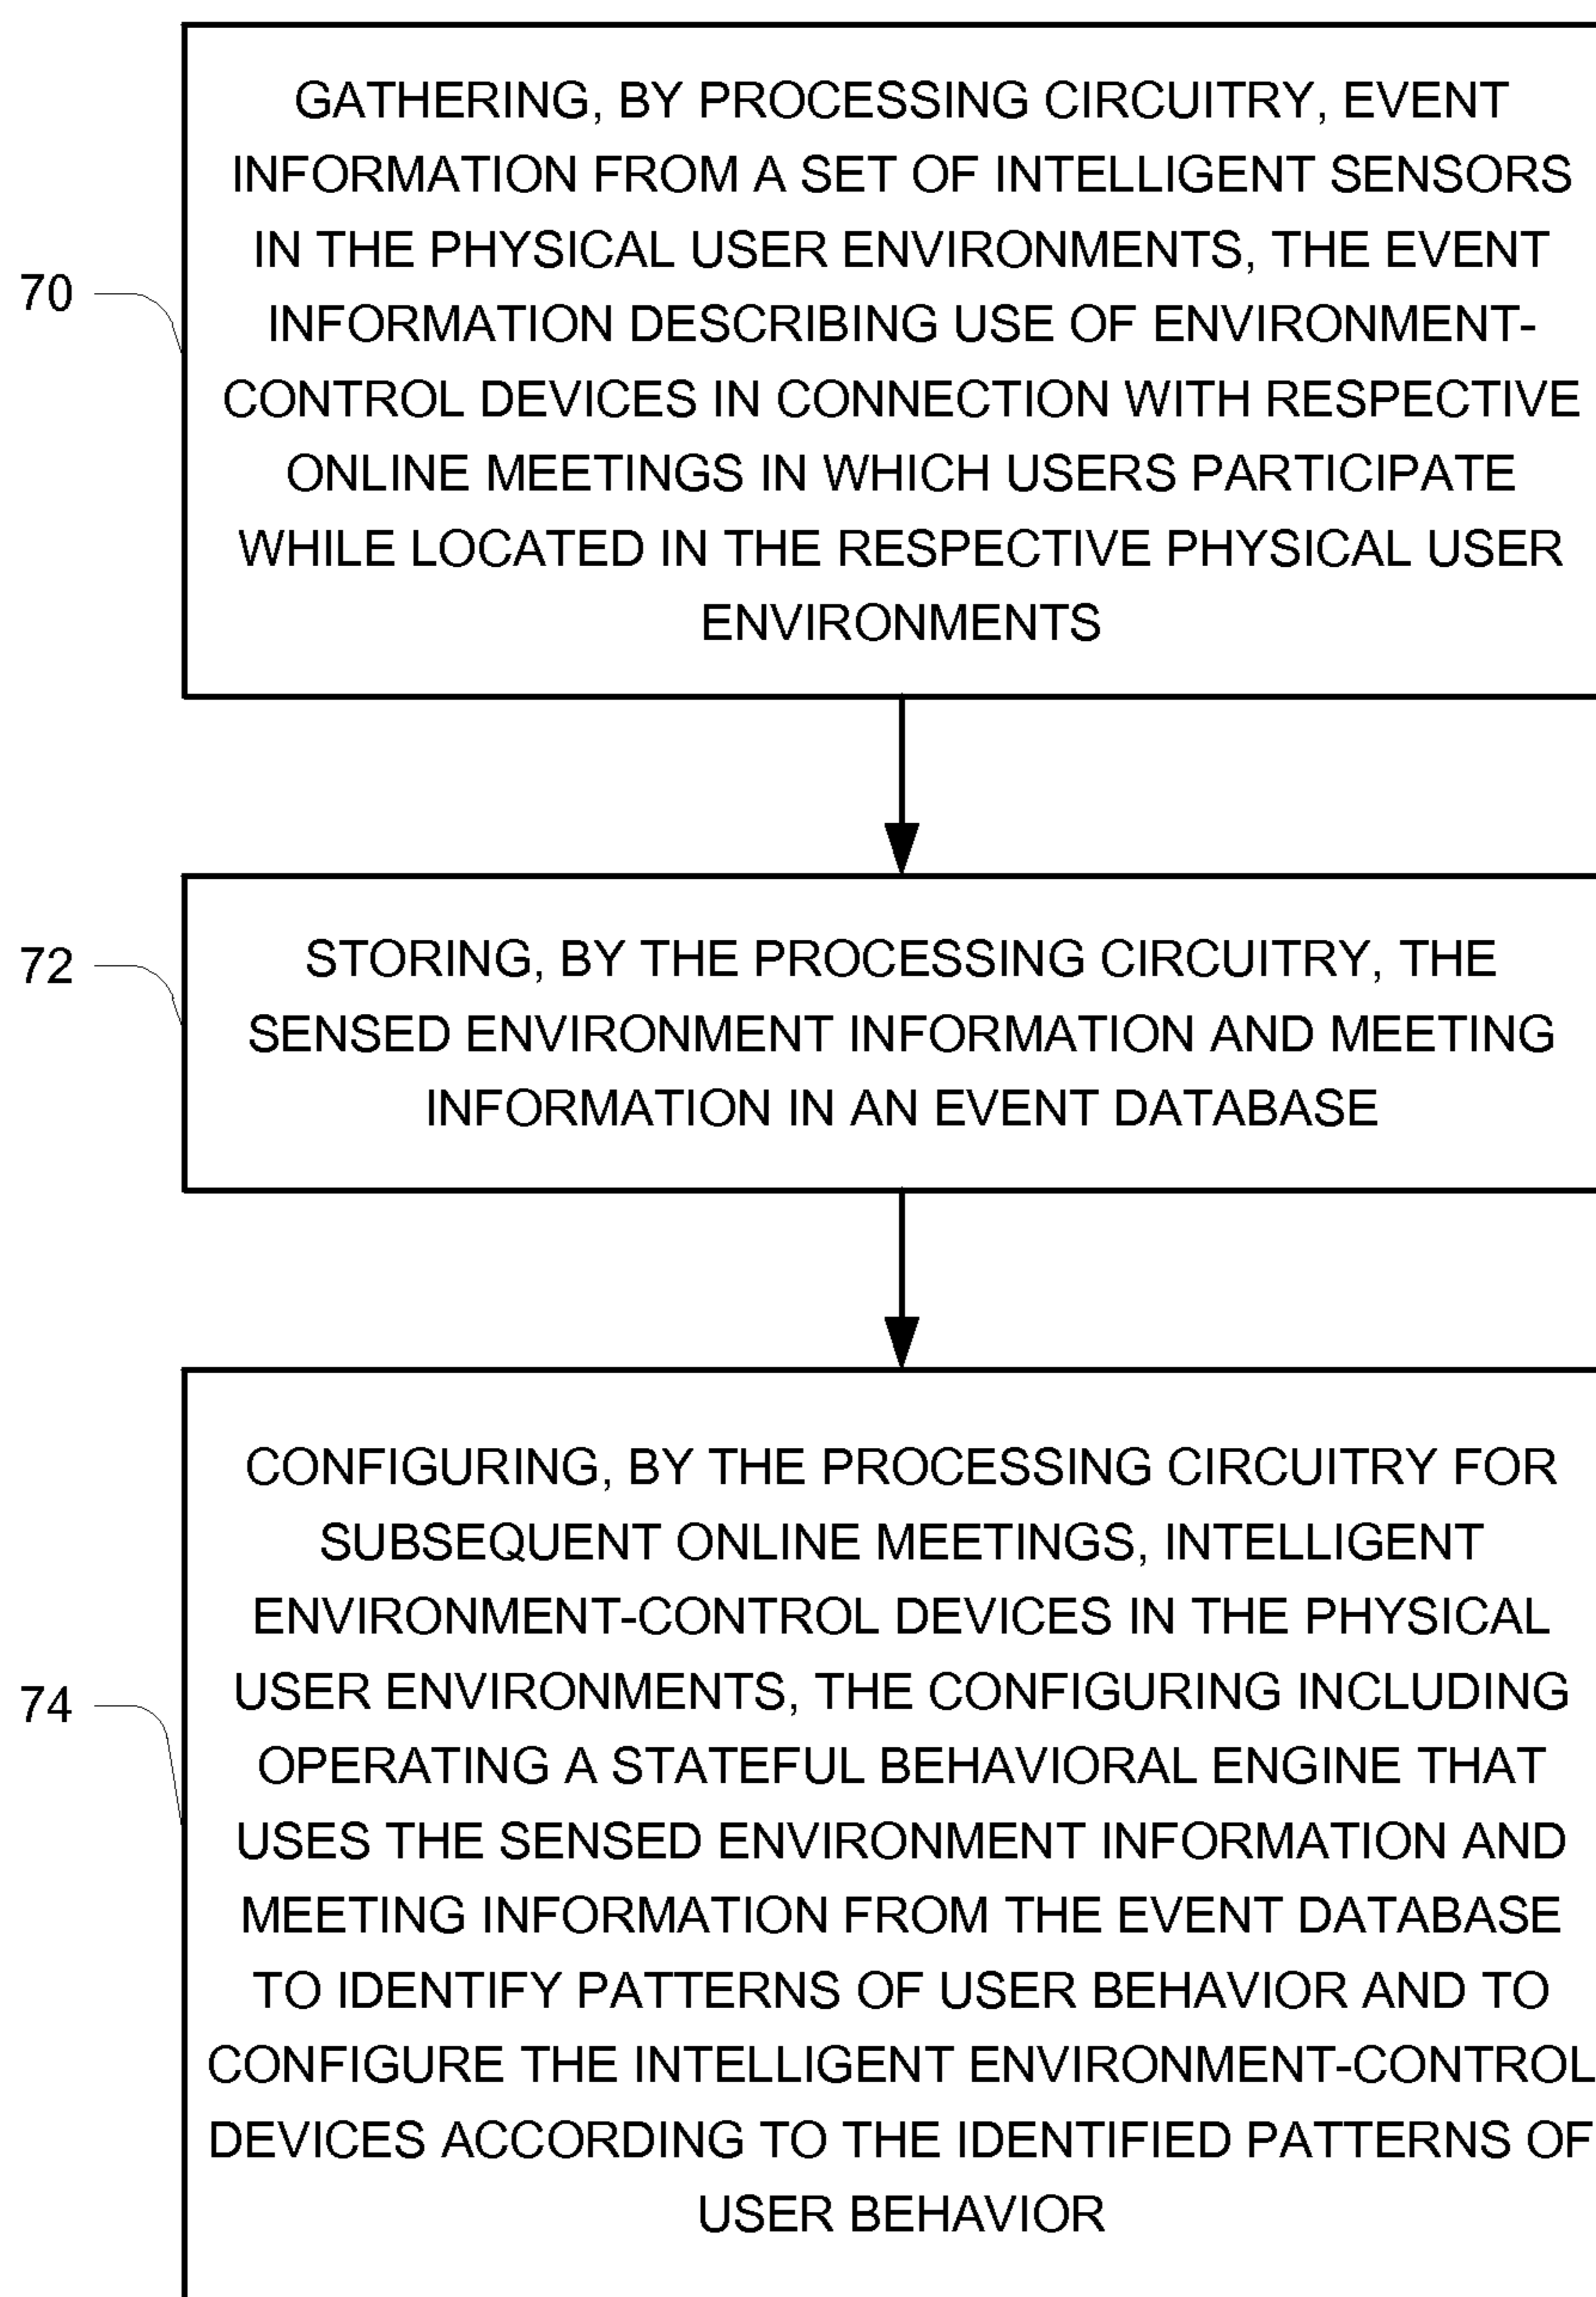 GATHERING, BY PROCESSING CIRCUITRY, EVENT
INFORMATION FROM A SET OF INTELLIGENT SENSORS
IN THE PHYSICAL USER ENVIRONMENTS, THE EVENT
INFORMATION DESCRIBING USE OF ENVIRONMENT-
CONTROL DEVICES IN CONNECTION WITH RESPECTIVE
ONLINE MEETINGS IN WHICH USERS PARTICIPATE
WHILE LOCATED IN THE RESPECTIVE PHYSICAL USER
ENVIRONMENTS
70
STORING, BY THE PROCESSING CIRCUITRY, THE
SENSED ENVIRONMENT INFORMATION AND MEETING
INFORMATION IN AN EVENT DATABASE
72
CONFIGURING, BY THE PROCESSING CIRCUITRY FOR
SUBSEQUENT ONLINE MEETINGS, INTELLIGENT
ENVIRONMENT-CONTROL DEVICES IN THE PHYSICAL
USER ENVIRONMENTS, THE CONFIGURING INCLUDING
OPERATING A STATEFUL BEHAVIORAL ENGINE THAT
USES THE SENSED ENVIRONMENT INFORMATION AND
MEETING INFORMATION FROM THE EVENT DATABASE
TO IDENTIFY PATTERNS OF USER BEHAVIOR AND TO
CONFIGURE THE INTELLIGENT ENVIRONMENT-CONTROL
DEVICES ACCORDING TO THE IDENTIFIED PATTERNS OF
USER BEHAVIOR
74